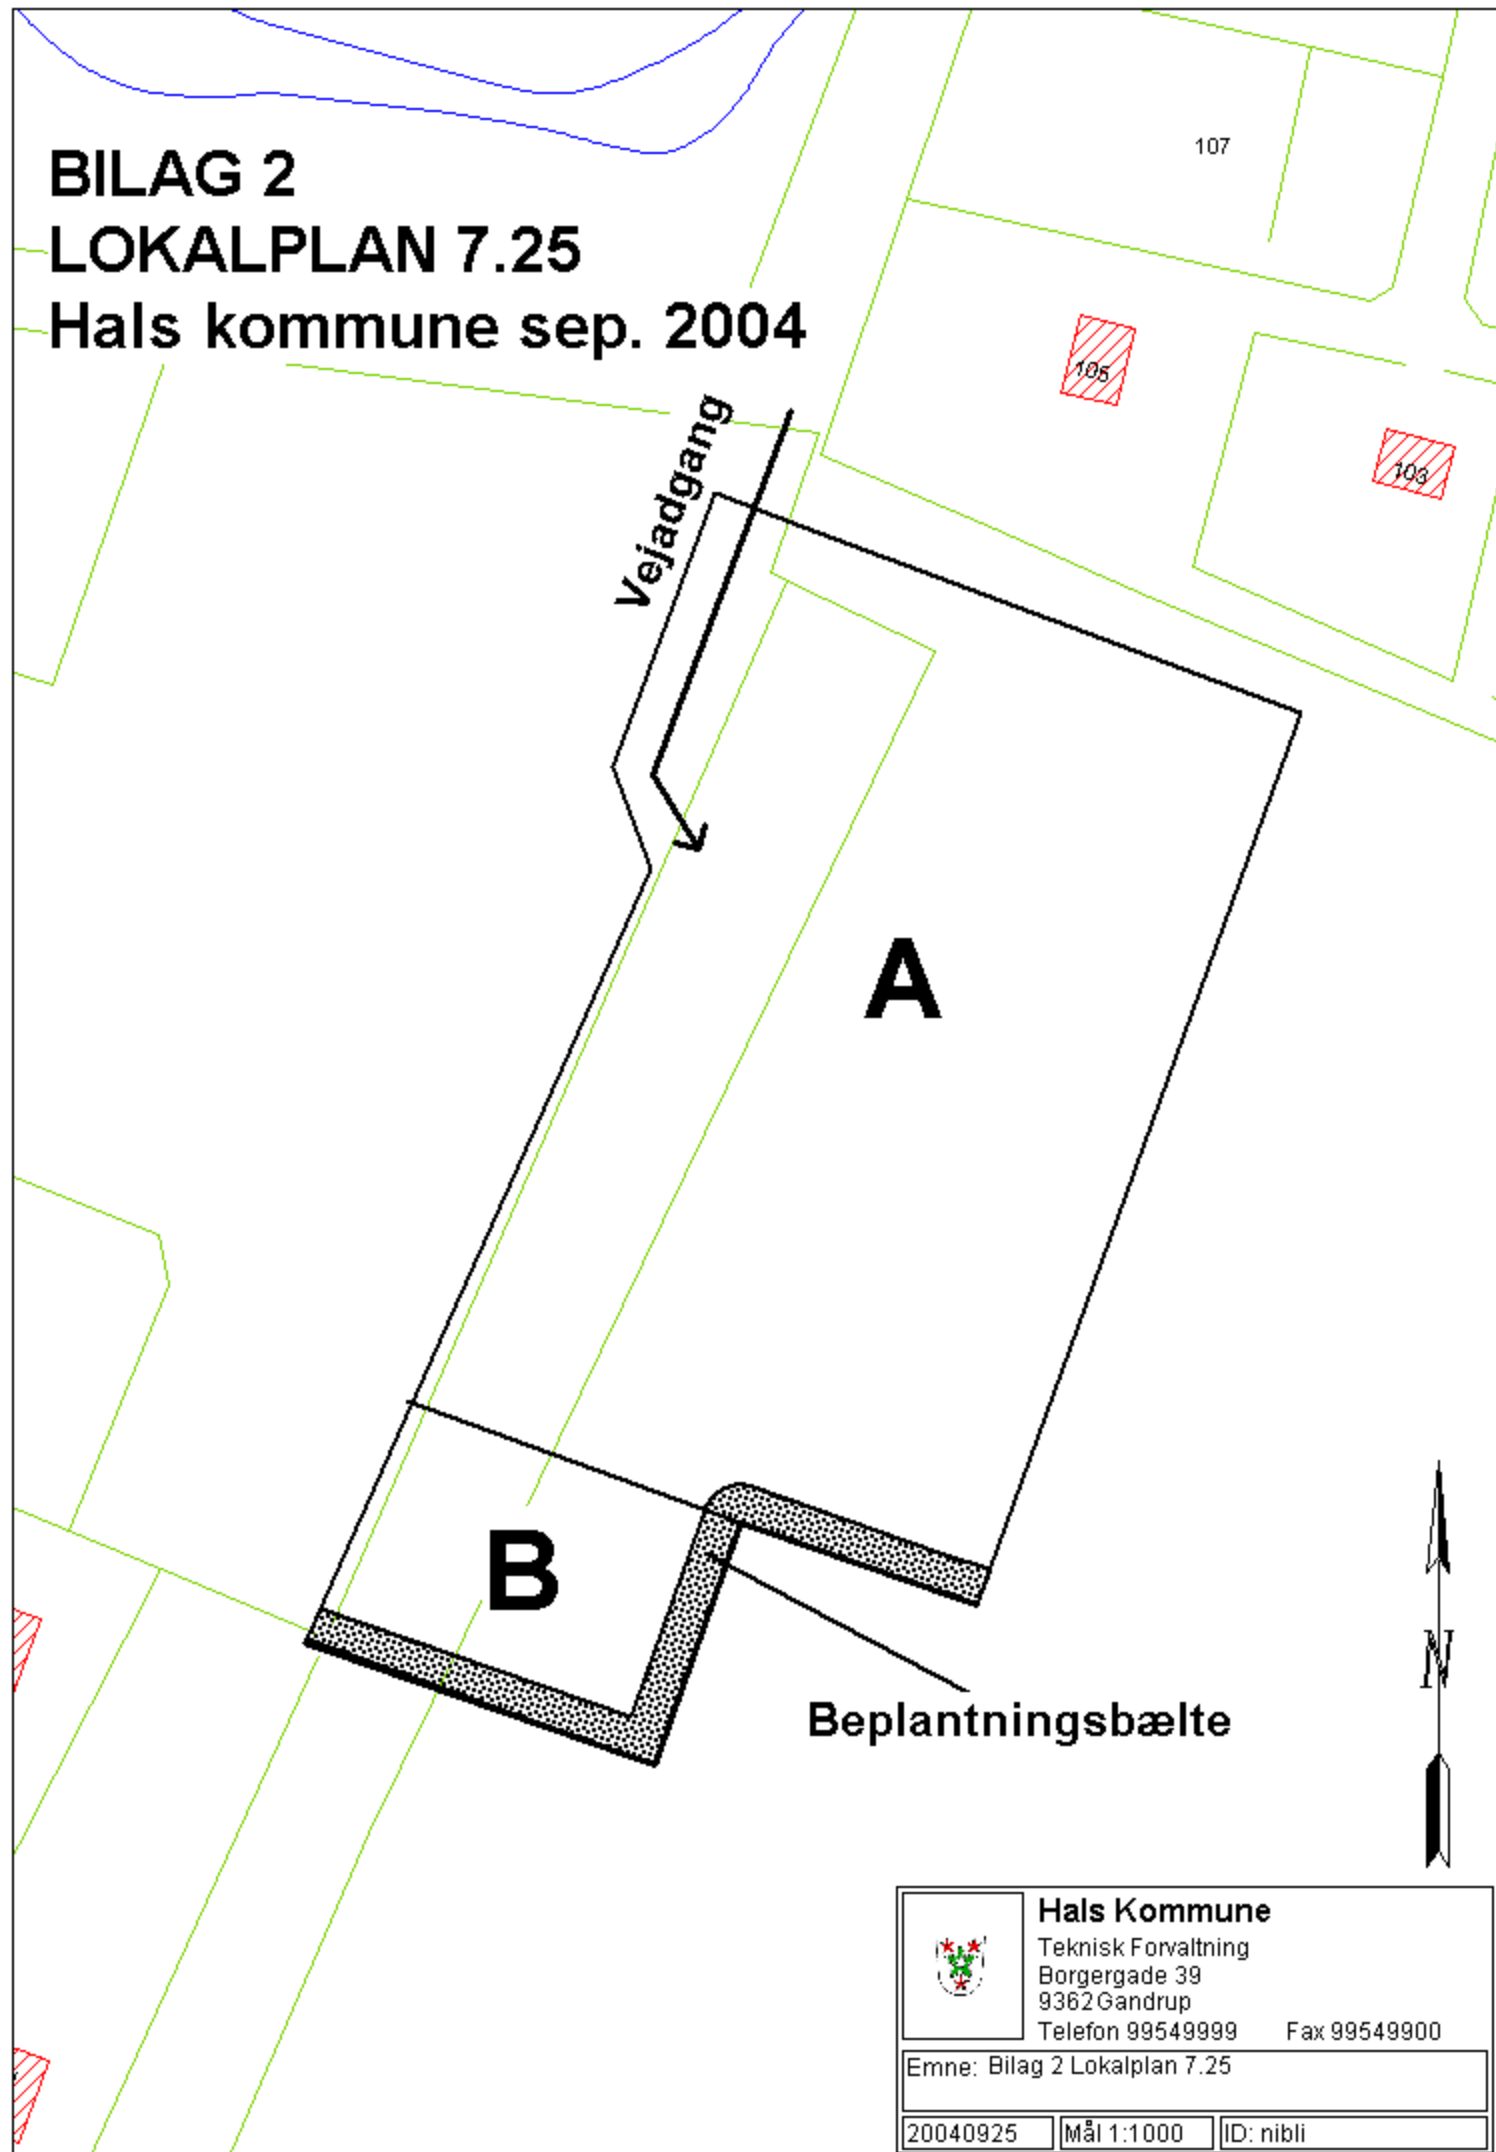 BILAG 2
LOKALPLAN 7.25
Hals kommune sep. 2004
107
105
103
Vejadgang
A
B
Beplantningsbælte
N
Hals Kommune
Teknisk Forvaltning
Borgergade 39
9362 Gandrup
Telefon 99549999 Fax 99549900
Emne: Bilag 2 Lokalplan 7.25
20040925 Mål 1:1000 ID: nibli